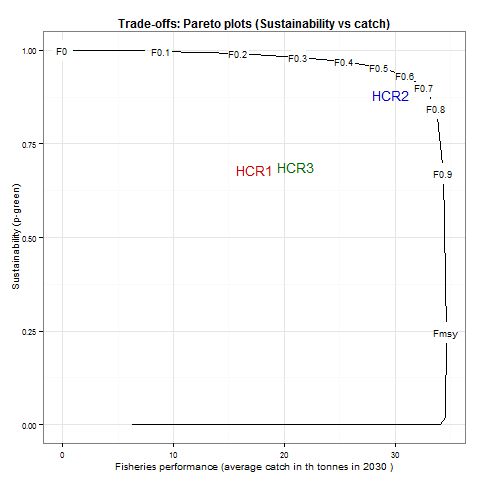 Trade-offs: Pareto plots (Sustainability vs catch)
1.00
F0
F0.1
F0.2
F0.3
F0.4
F0.5
F0.6
F0.7
HCR2
F0.8
0.75
HCR1
HCR3
F0.9
Sustainability (p-green)
0.50
0.25
Fmsy
0.00
0
10
20
30
Fisheries performance (average catch in th tonnes in 2030 )